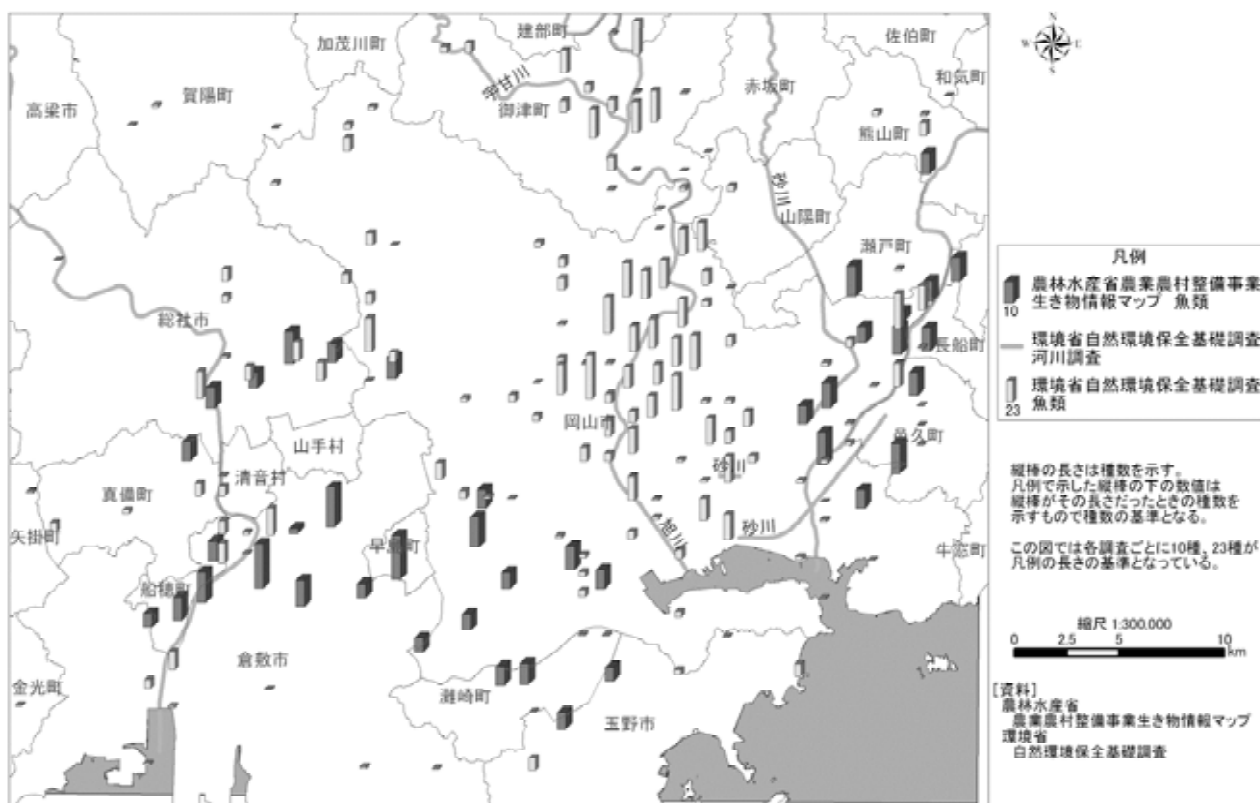 N
W
E
S
建部町
加茂川町
佐伯町
和気町
宇甘川
赤坂町
賀陽町
御津町
高梁市
熊山町
砂川
山陽町
瀬戸町
総社市
長船町
岡山市
山手村
邑久町
砂川
清音村
真備町
旭川
砂川
矢掛町
早島町
牛窓町
船穂町
倉敷市
金光町
灘崎町
玉野市
凡例
農林水産省農業農村整備事業
生き物情報マップ 魚類
10
環境省自然環境保全基礎調査
河川調査
環境省自然環境保全基礎調査
魚類
23
縦棒の長さは種数を示す。
凡例で示した縦棒の下の数値は
縦棒がその長さだったときの種数を
示すもので種数の基準となる。
この図では各調査ごとに10種、23種が
凡例の長さの基準となっている。
縮尺 1:300,000
0 2.5 5 10
km
[資料]
農林水産省
農業農村整備事業生き物情報マップ
環境省
自然環境保全基礎調査